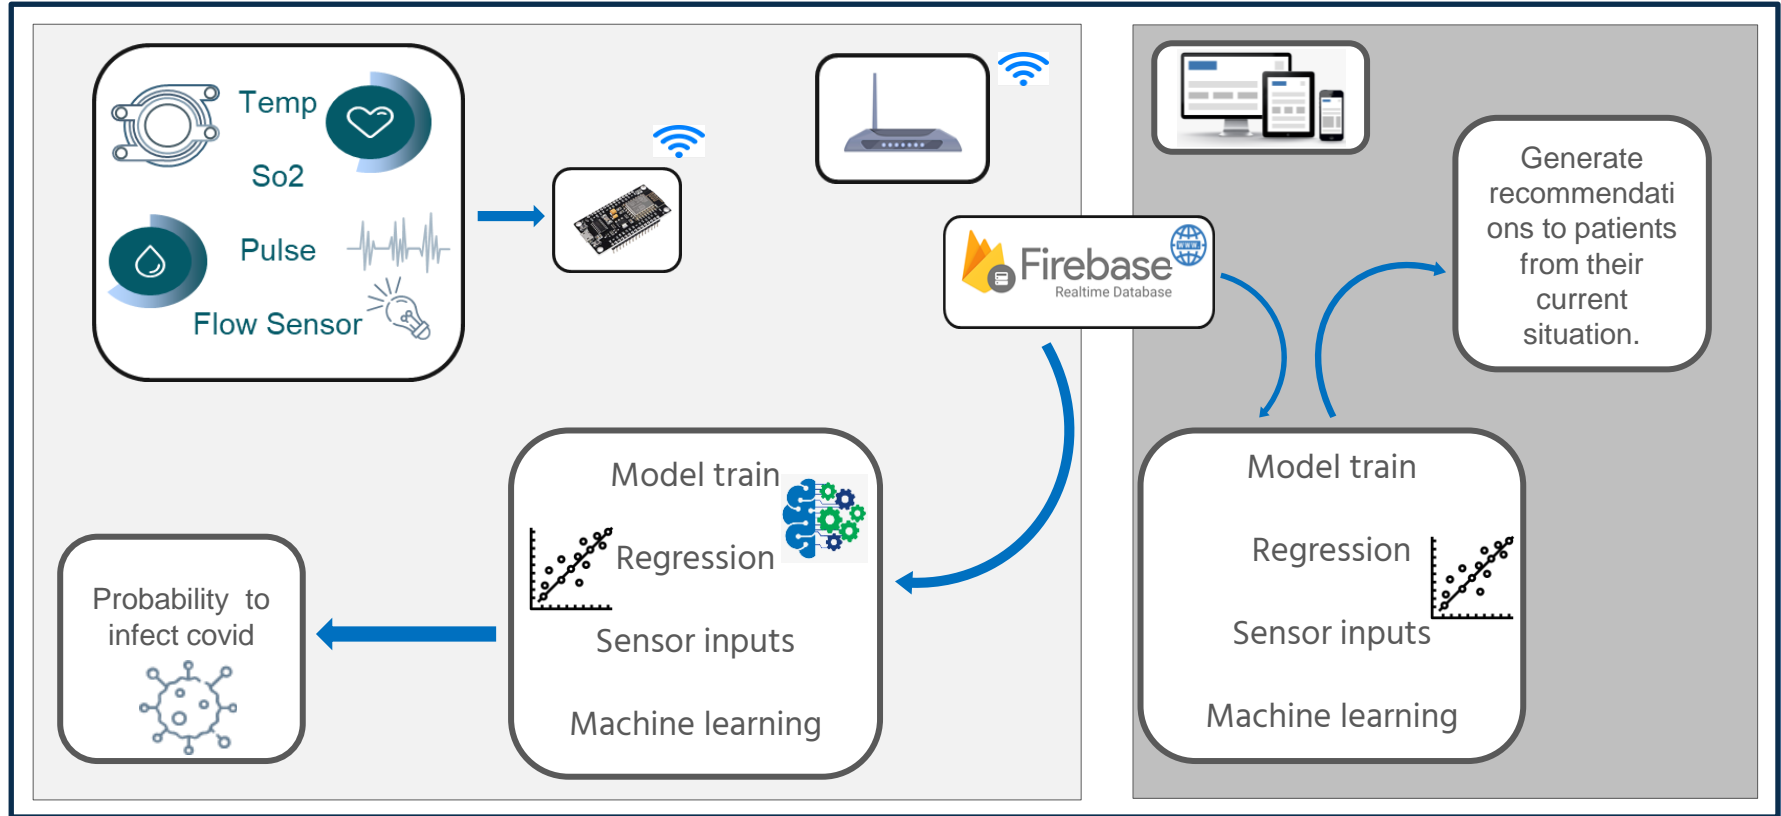 Temp
So2
Pulse
Flow Sensor
Firebase
WWW
Realtime Database
Generate
recommendati
ons to patients
from their
current
situation.
Model train
Regression
Sensor inputs
Machine learning
Probability to
infect covid
Model train
Regression
Sensor inputs
Machine learning